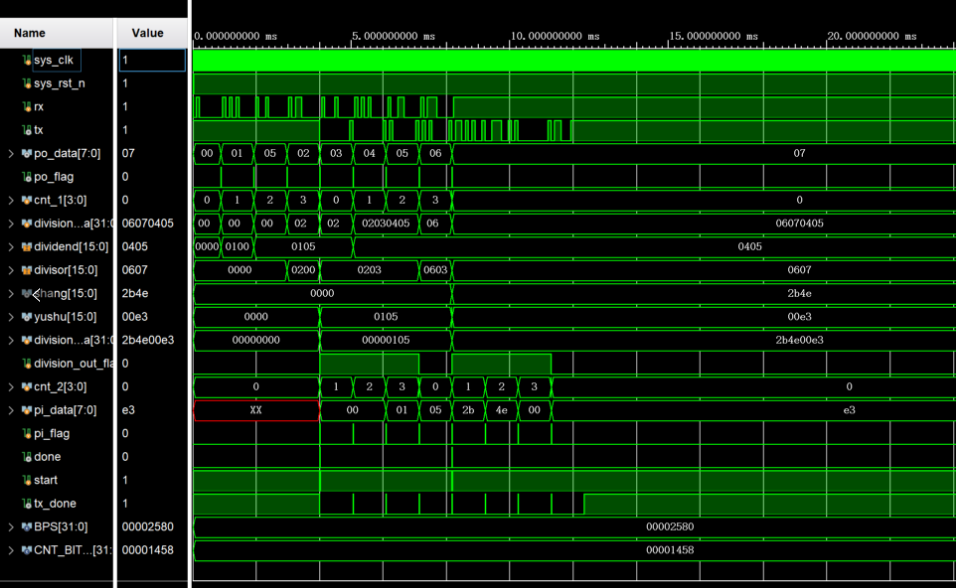 Name Value 0.000000000 ms 5.000000000 ms 10.000000000 ms 15.000000000 ms 20.000000000 ms
sys_clk 1
sys_rst_n 1
rx 1
tx 1
po_data[7:0] 07 00 01 05 02 03 04 05 06 07
po_flag 0
cnt_1[3:0] 0 0 1 2 3 0 1 2 3 0
division...a[31:0 06070405 00 00 00 02 02 02030405 06 06070405
dividend[15:0] 0405 0000 0100 0105 0405
divisor[15:0] 0607 0000 0200 0203 0603 0607
shang[15:0] 2b4e 0000 2b4e
yushu[15:0] 00e3 0000 0105 00e3
division...a[31:0 2b4e00e3 00000000 00000105 2b4e00e3
division_out_fla 0
cnt_2[3:0] 0 0 1 2 3 0 1 2 3 0
pi_data[7:0] e3 XX 00 01 05 2b 4e 00 e3
pi_flag 0
done 0
start 1
tx_done 1
BPS[31:0] 00002580 00002580
CNT_BIT...[31: 00001458 00001458